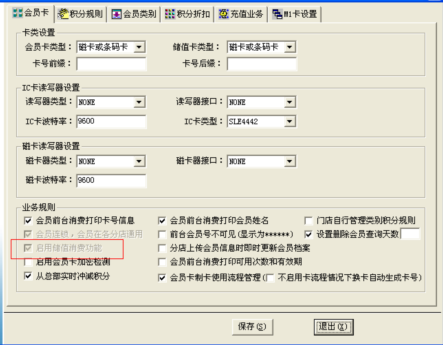 会员卡 积分规则 会员类别 积分折扣 充值业务 M1卡设置
卡类设置
会员卡类型： 磁卡或条码卡 储值卡类型： 磁卡或条码卡
卡号前缀： 卡号后缀：
IC卡读写器设置
读写器类型： NONE 读写器接口： NONE
IC卡波特率： 9600 IC卡类型： SLE4442
磁卡读写器设置
磁卡器类型： NONE 磁卡器接口： NONE
磁卡波特率： 9600
业务规则
会员前台消费打印卡号信息 会员前台消费打印会员姓名 门店自行管理类别积分规则
会员连锁，会员在各分店通用 前台会员号不可见(显示为******) 设置删除会员查询天数
启用储值消费功能 分店上传会员信息时即时更新会员档案
启用会员卡加密检测 会员前台消费打印可用次数和有效期
从总部实时冲减积分 会员卡制卡使用流程管理( 不启用卡流程情况下换卡自动生成卡号)
保存(S) 退出(X)